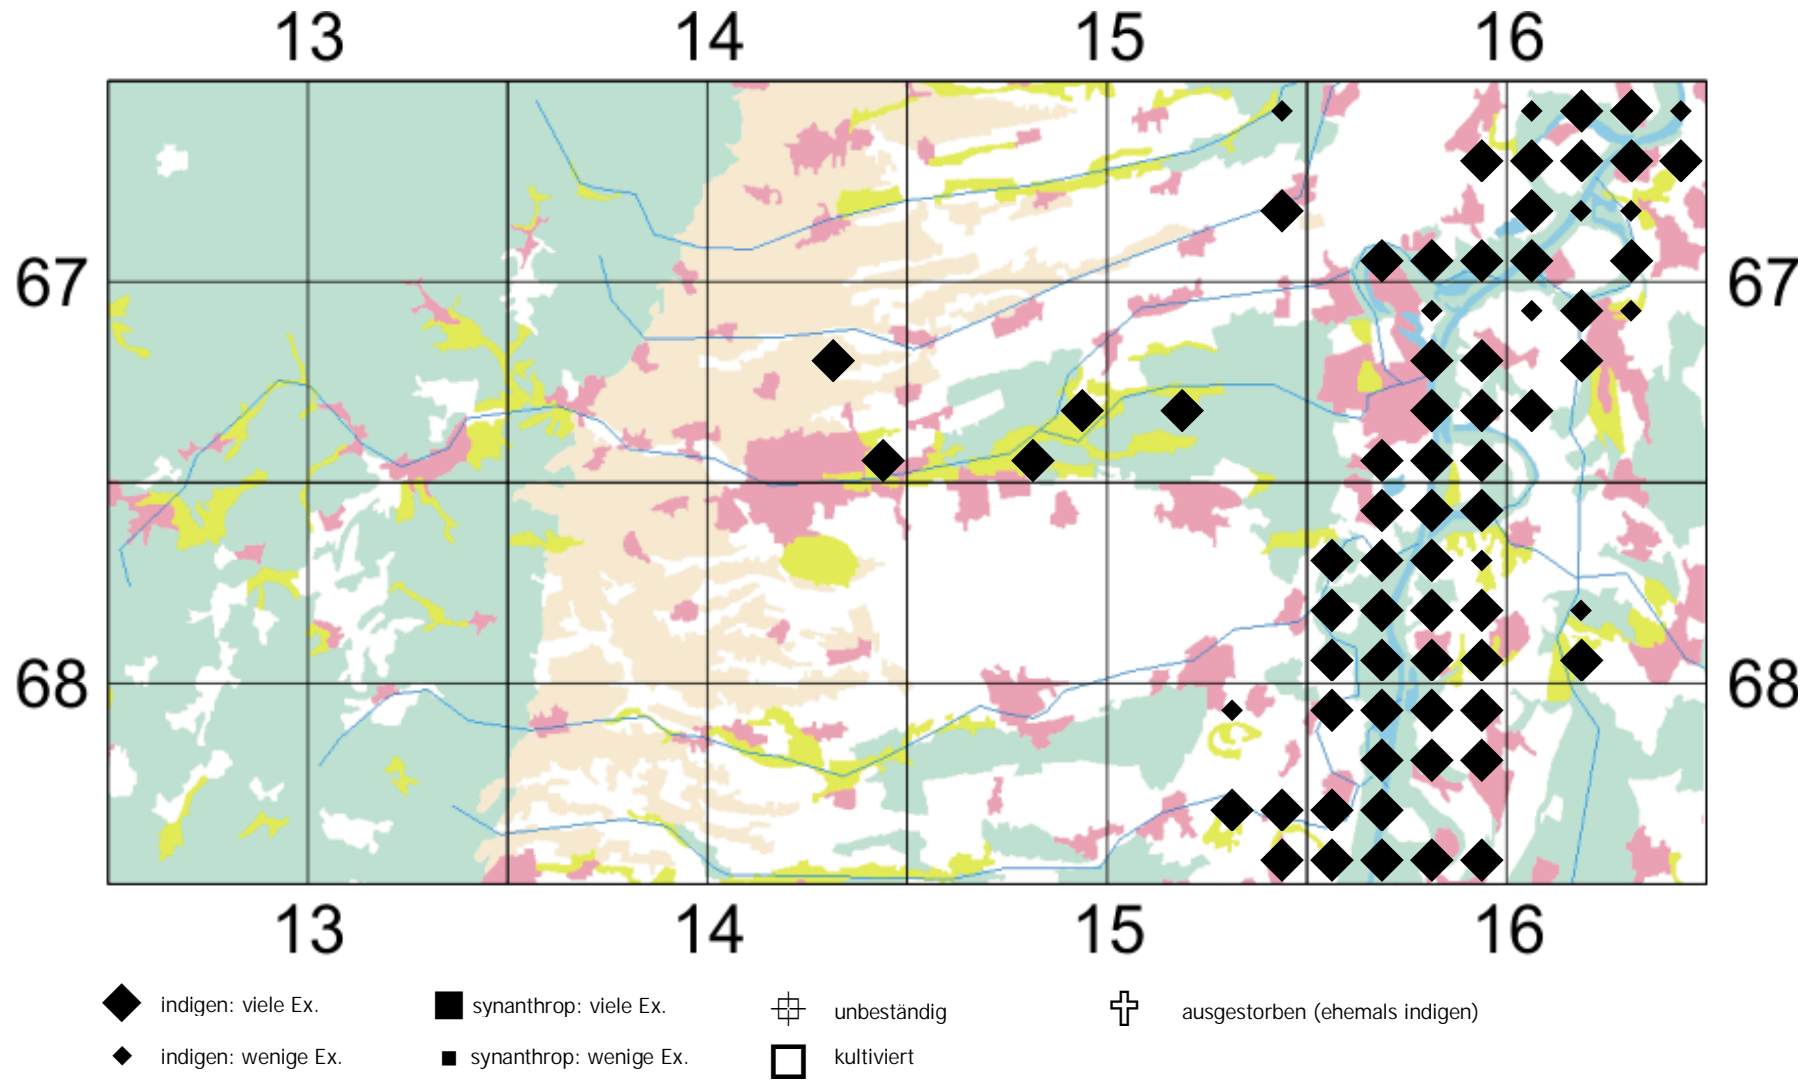 13 14 15 16
67 67
68 68
13 14 15 16
indigen: viele Ex. synanthrop: viele Ex. unbeständig ausgestorben (ehemals indigen)
indigen: wenige Ex. synanthrop: wenige Ex. kultiviert